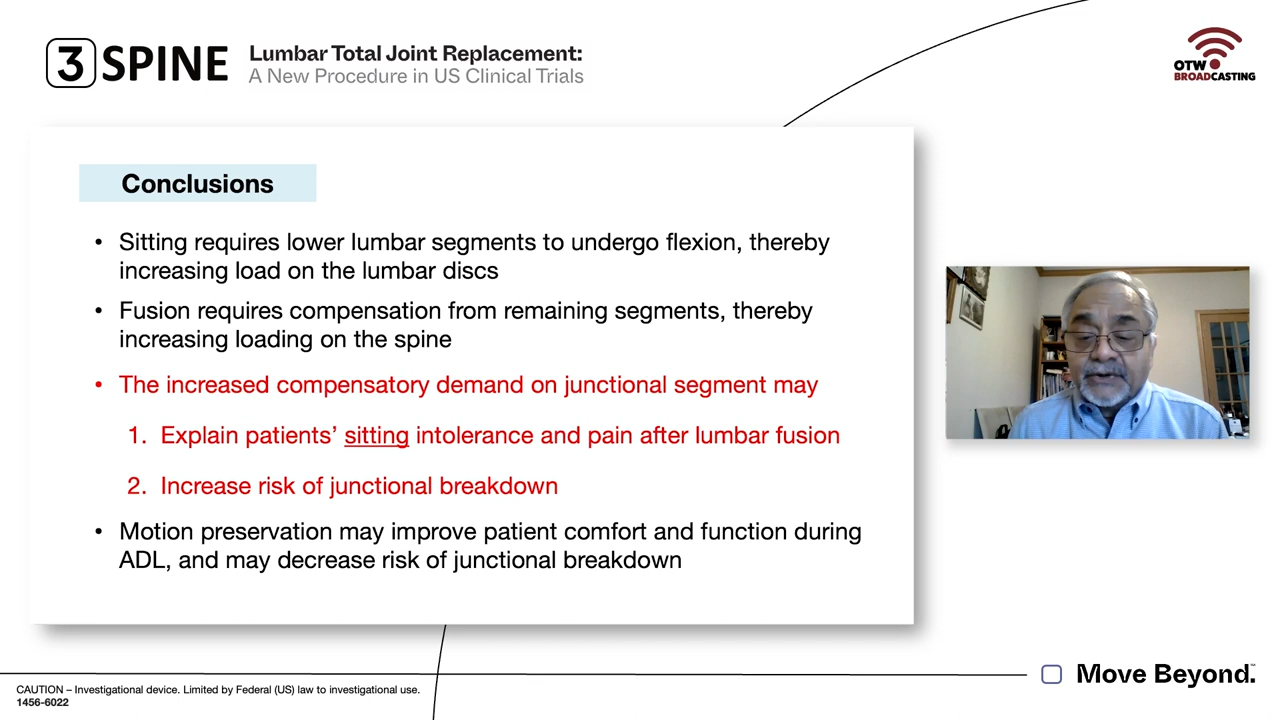 3 SPINE
Lumbar Total Joint Replacement:
A New Procedure in US Clinical Trials
OTW
BROADCASTING
Conclusions
• Sitting requires lower lumbar segments to undergo flexion, thereby
increasing load on the lumbar discs
• Fusion requires compensation from remaining segments, thereby
increasing loading on the spine
• The increased compensatory demand on junctional segment may
1. Explain patients’ sitting intolerance and pain after lumbar fusion
2. Increase risk of junctional breakdown
• Motion preservation may improve patient comfort and function during
ADL, and may decrease risk of junctional breakdown
CAUTION – Investigational device. Limited by Federal (US) law to investigational use.
1456-6022
Move Beyond.™